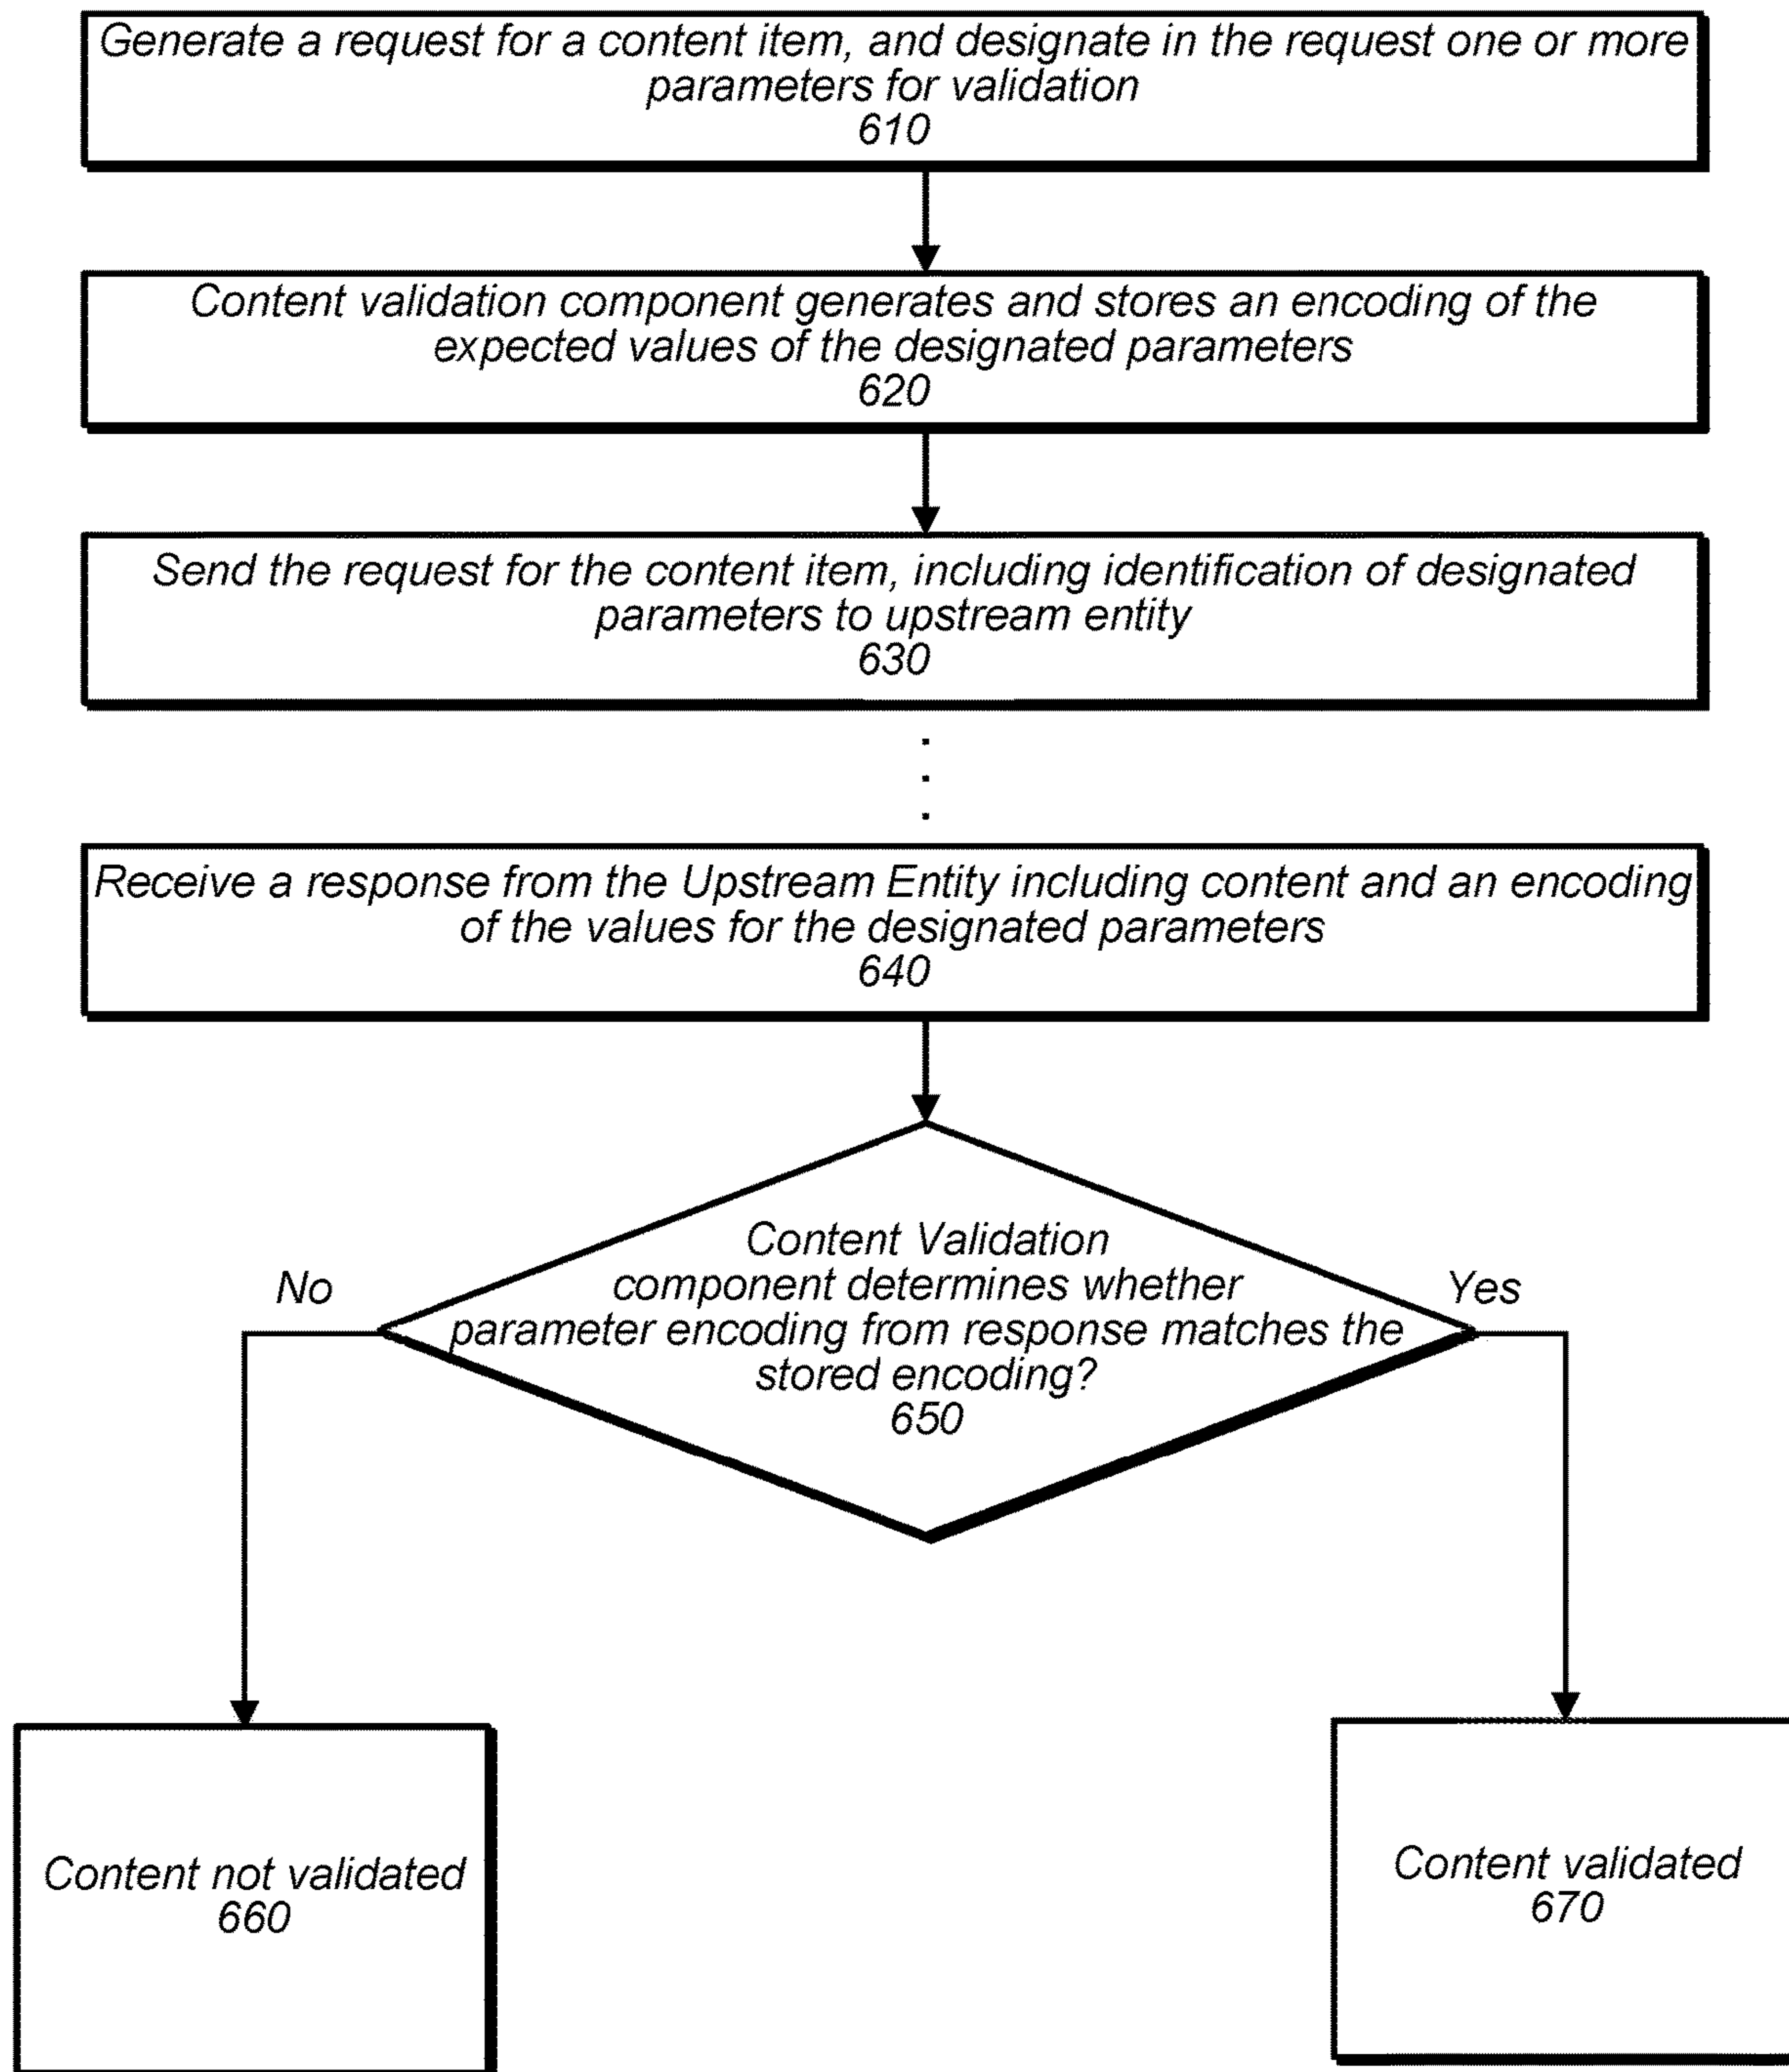 Generate a request for a content item, and designate in the request one or more
parameters for validation
610
Content validation component generates and stores an encoding of the
expected values of the designated parameters
620
Send the request for the content item, including identification of designated
parameters to upstream entity
630
Receive a response from the Upstream Entity including content and an encoding
of the values for the designated parameters
640
Content Validation
component determines whether
parameter encoding from response matches the
stored encoding?
650
No
Yes
Content not validated
660
Content validated
670